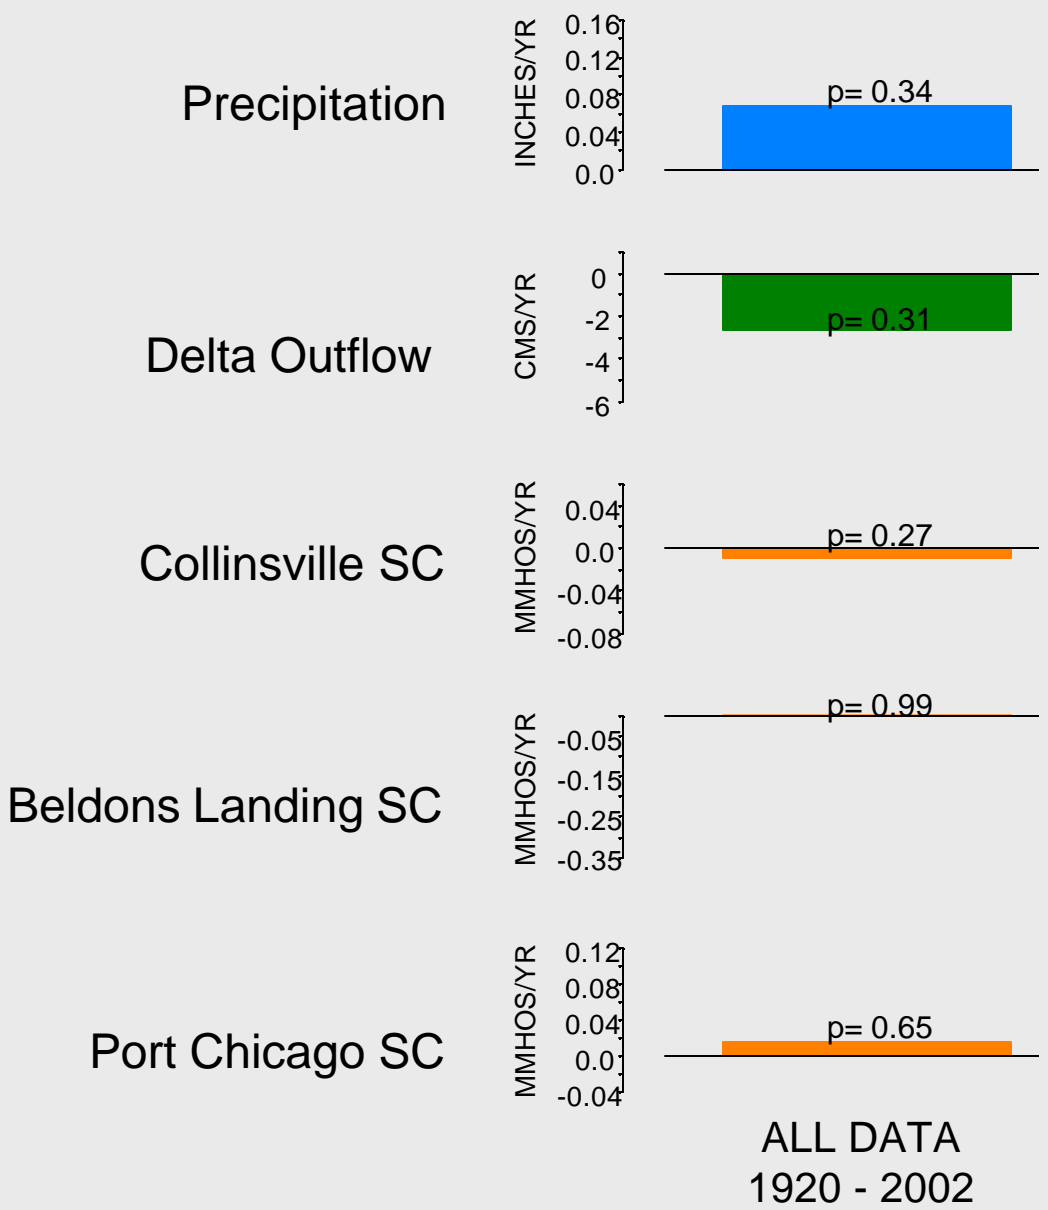 Precipitation
INCHES/YR
0.16
0.12
0.08
0.04
0.0
p= 0.34
Delta Outflow
CMS/YR
0
-2
-4
-6
p= 0.31
Collinsville SC
MMHOS/YR
0.04
0.0
-0.04
-0.08
p= 0.27
Beldons Landing SC
MMHOS/YR
-0.05
-0.15
-0.25
-0.35
p= 0.99
Port Chicago SC
MMHOS/YR
0.12
0.08
0.04
0.0
-0.04
p= 0.65
ALL DATA
1920 - 2002